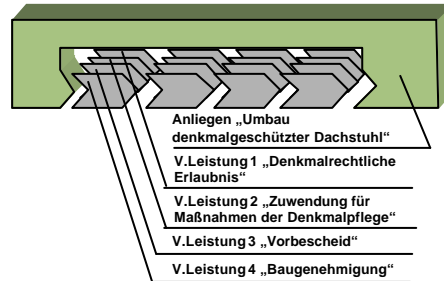 Anliegen „Umbau
denkmalgeschützter Dachstuhl“
V.Leistung 1 „Denkmalrechtliche
Erlaubnis“
V.Leistung 2 „Zuwendung für
Maßnahmen der Denkmalpflege“
V.Leistung 3 „Vorbescheid“
V.Leistung 4 „Baugenehmigung“